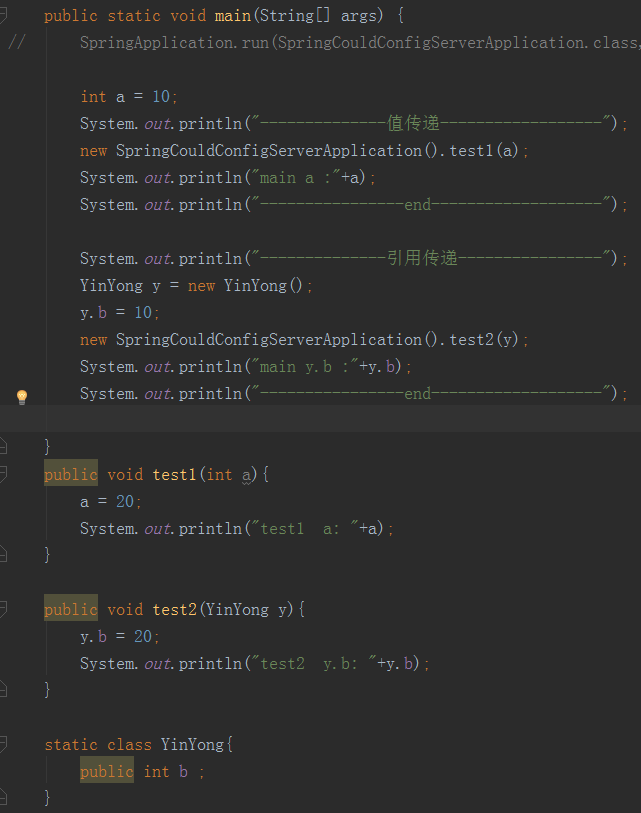 public static void main(String[] args) {
//      SpringApplication.run(SpringCouldConfigServerApplication.class,
int a = 10;
System.out.println("--------------值传递------------------");
new SpringCouldConfigServerApplication().test1(a);
System.out.println("main a :"+a);
System.out.println("----------------end-------------------");
System.out.println("--------------引用传递----------------");
YinYong y = new YinYong();
y.b = 10;
new SpringCouldConfigServerApplication().test2(y);
System.out.println("main y.b :"+y.b);
System.out.println("----------------end-------------------");
}
public void test1(int a){
a = 20;
System.out.println("test1  a: "+a);
}
public void test2(YinYong y){
y.b = 20;
System.out.println("test2  y.b: "+y.b);
}
static class YinYong{
public int b ;
}